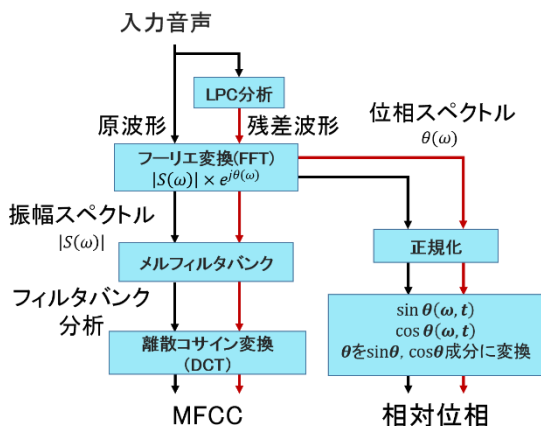 入力音声
LPC分析
原波形
残差波形
位相スペクトル
θ(ω)
フーリエ変換(FFT)
|S(ω)| × e^{jθ(ω)}
振幅スペクトル
|S(ω)|
正規化
メルフィルタバンク
フィルタバンク
分析
sin θ(ω, t)
cos θ(ω, t)
θをsinθ, cosθ成分に変換
離散コサイン変換
(DCT)
MFCC
相対位相